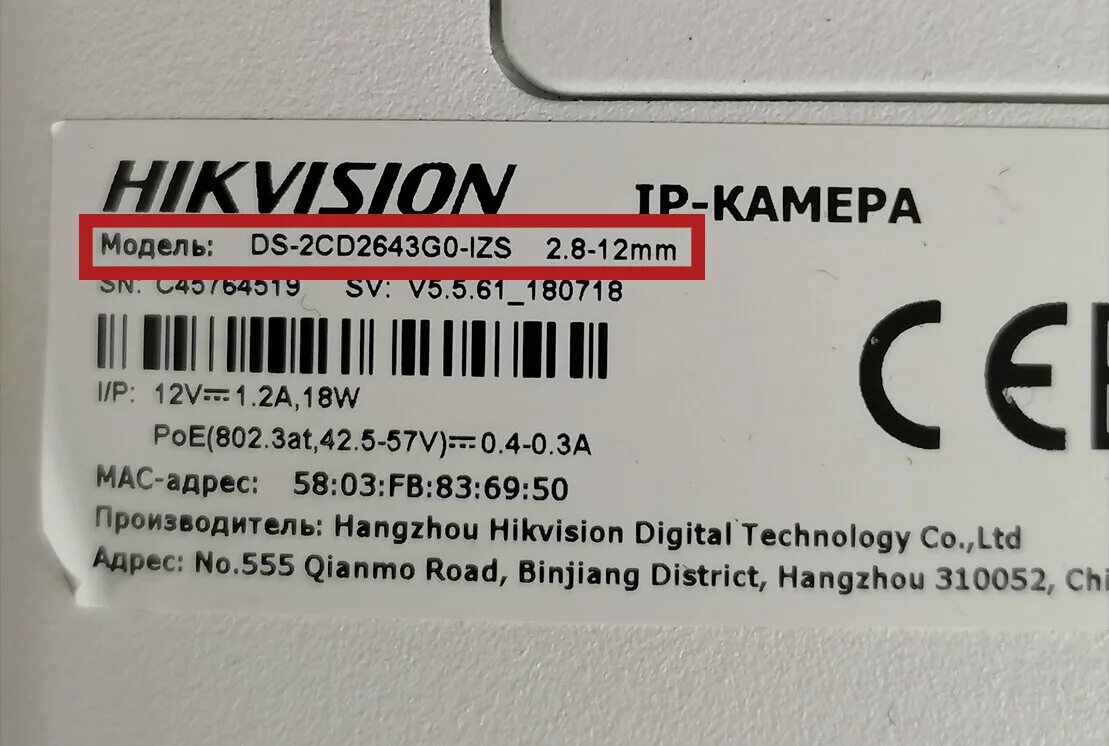 HIKVISION IP-КАМЕРА
Модель: DS-2CD2643G0-IZS 2.8-12mm
SN: C45764519 SV: V5.5.61_180718
I/P: 12V⎓1.2A,18W
PoE(802.3at,42.5-57V)⎓0.4-0.3A
MAC-адрес: 58:03:FB:83:69:50
Производитель: Hangzhou Hikvision Digital Technology Co.,Ltd
Адрес: No.555 Qianmo Road, Binjiang District, Hangzhou 310052, Chi
CE